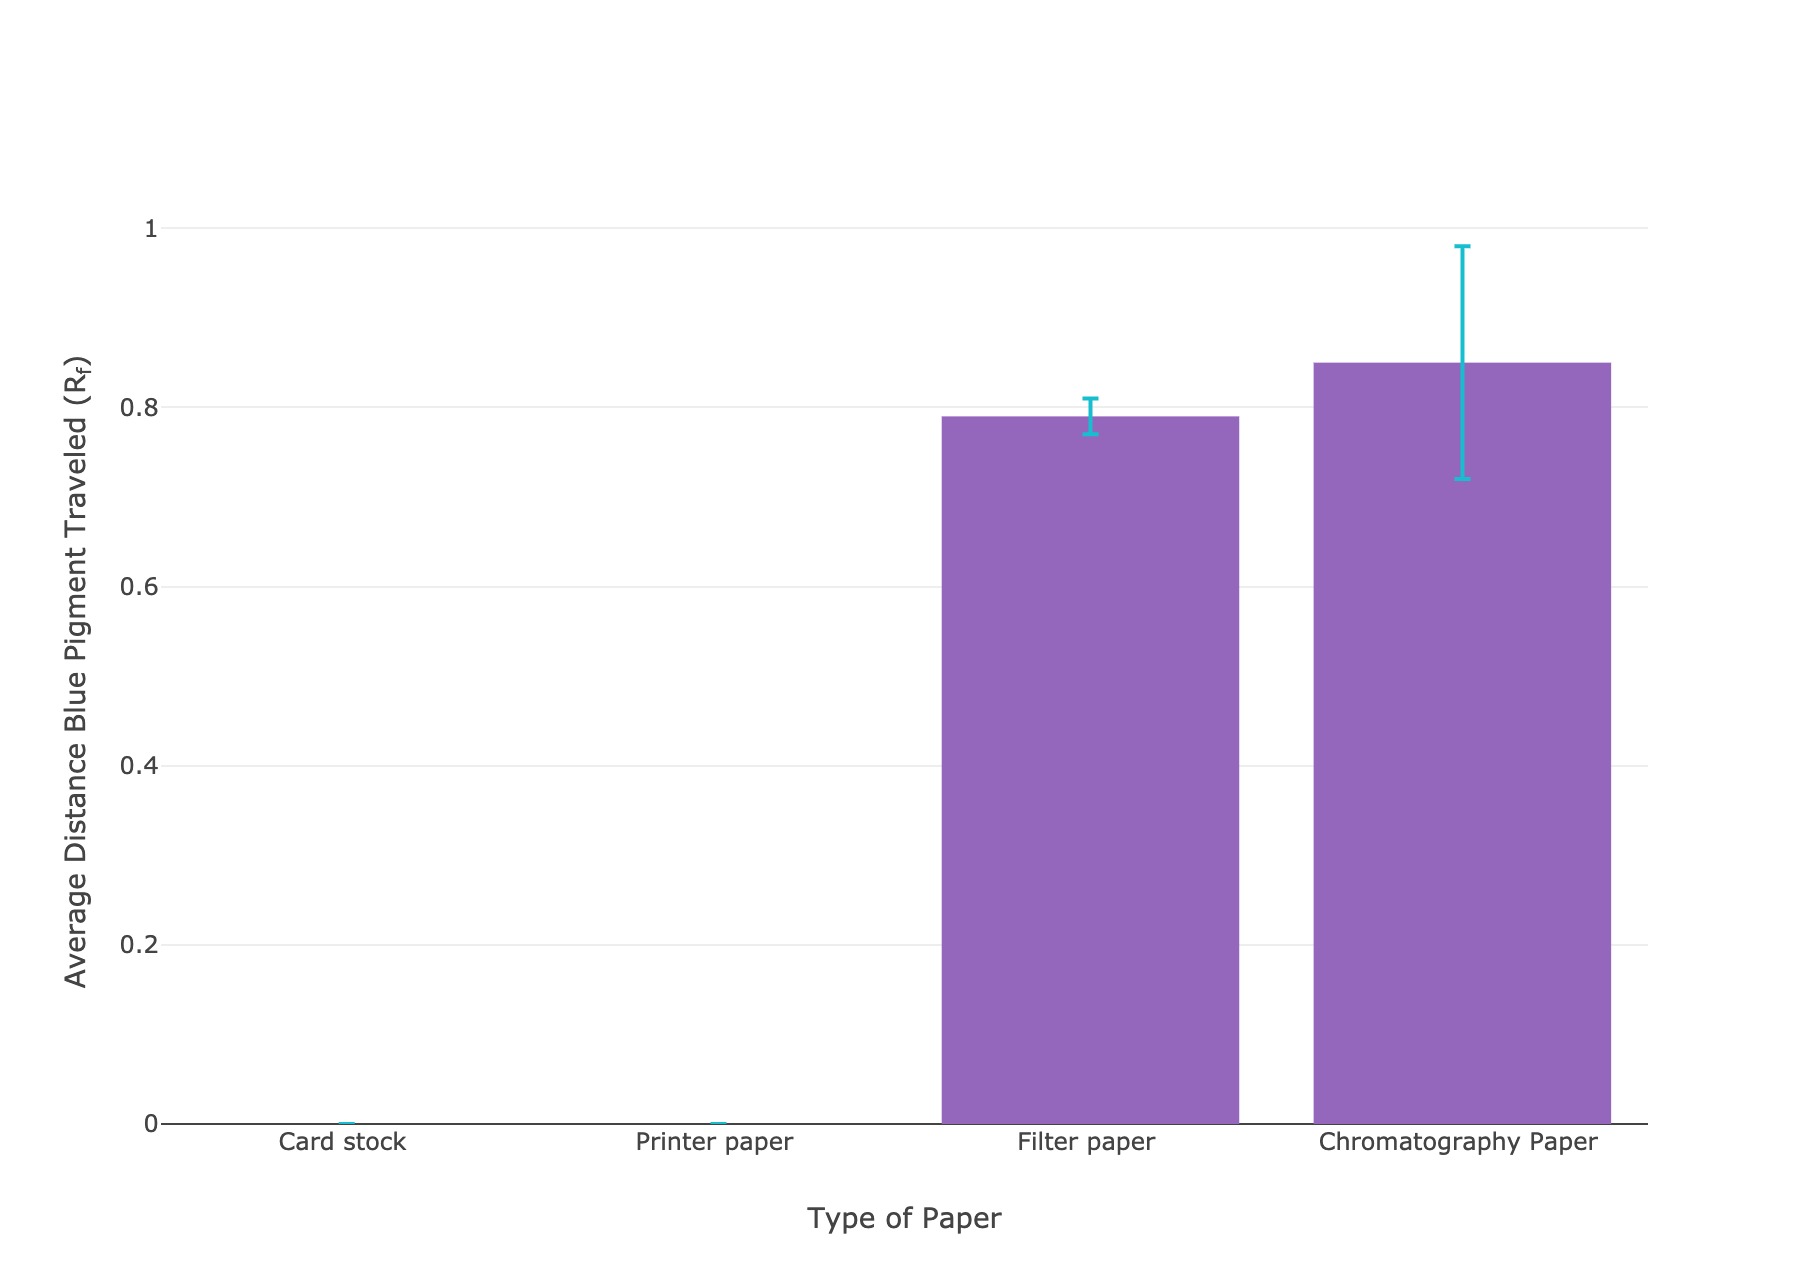 1
0.8
0.6
0.4
0.2
0
Average Distance Blue Pigment Traveled (Rf)
Card stock
Printer paper
Filter paper
Chromatography Paper
Type of Paper